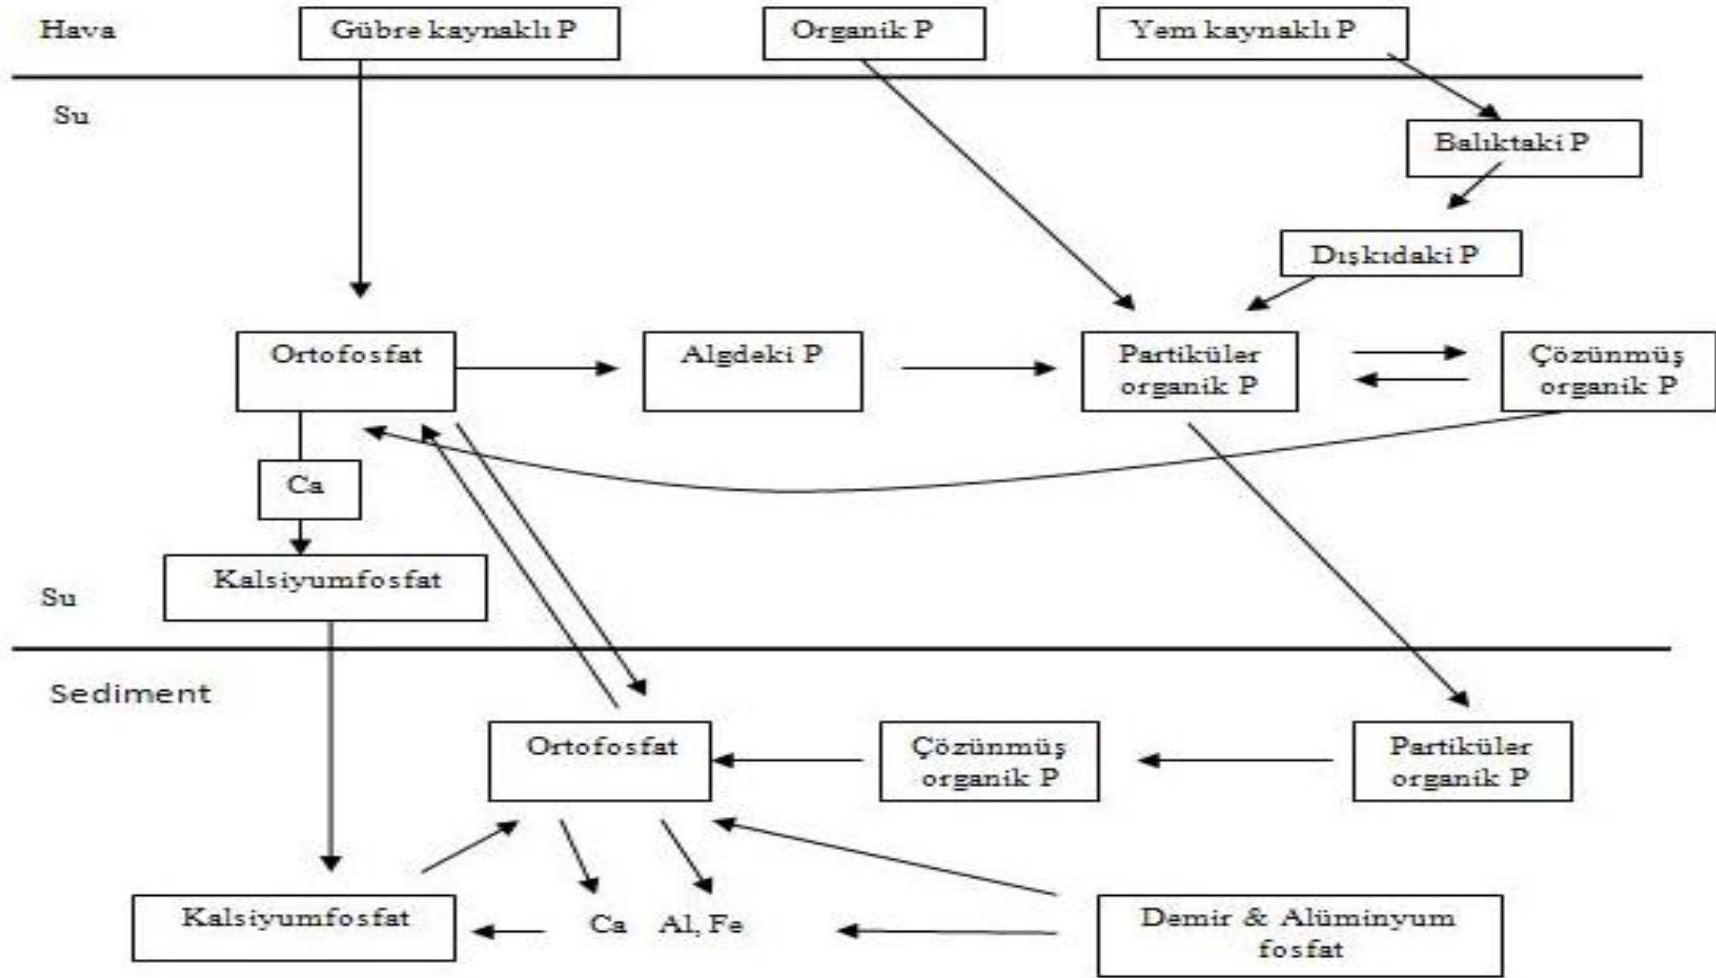 Hava
Gübre kaynaklı P
Organik P
Yem kaynaklı P
Su
Balıktaki P
Dışkıdaki P
Ortofosfat
Algdeki P
Partiküler
organik P
Çözünmüş
organik P
Ca
Kalsiyumfosfat
Su
Sediment
Ortofosfat
Çözünmüş
organik P
Partiküler
organik P
Kalsiyumfosfat
Ca
Al, Fe
Demir & Alüminyum
fosfat